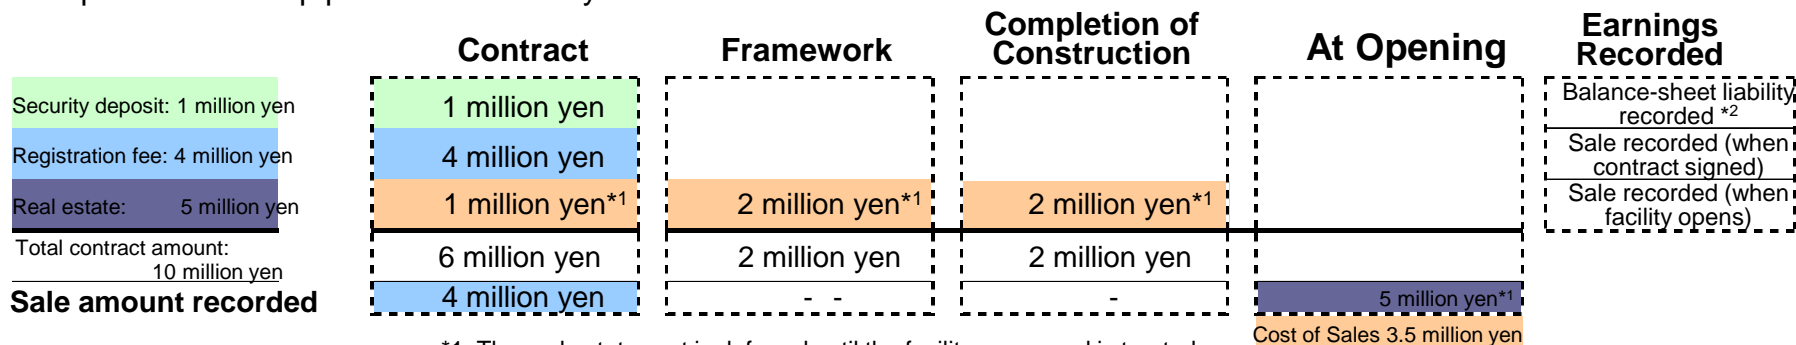 Contract Framework Completion of Construction At Opening Earnings Recorded
Security deposit: 1 million yen 1 million yen Balance-sheet liability recorded *2
Registration fee: 4 million yen 4 million yen Sale recorded (when contract signed)
Real estate: 5 million yen 1 million yen*1 2 million yen*1 2 million yen*1 Sale recorded (when facility opens)
Total contract amount:
10 million yen 6 million yen 2 million yen 2 million yen
Sale amount recorded 4 million yen - - - 5 million yen*1
Cost of Sales 3.5 million yen